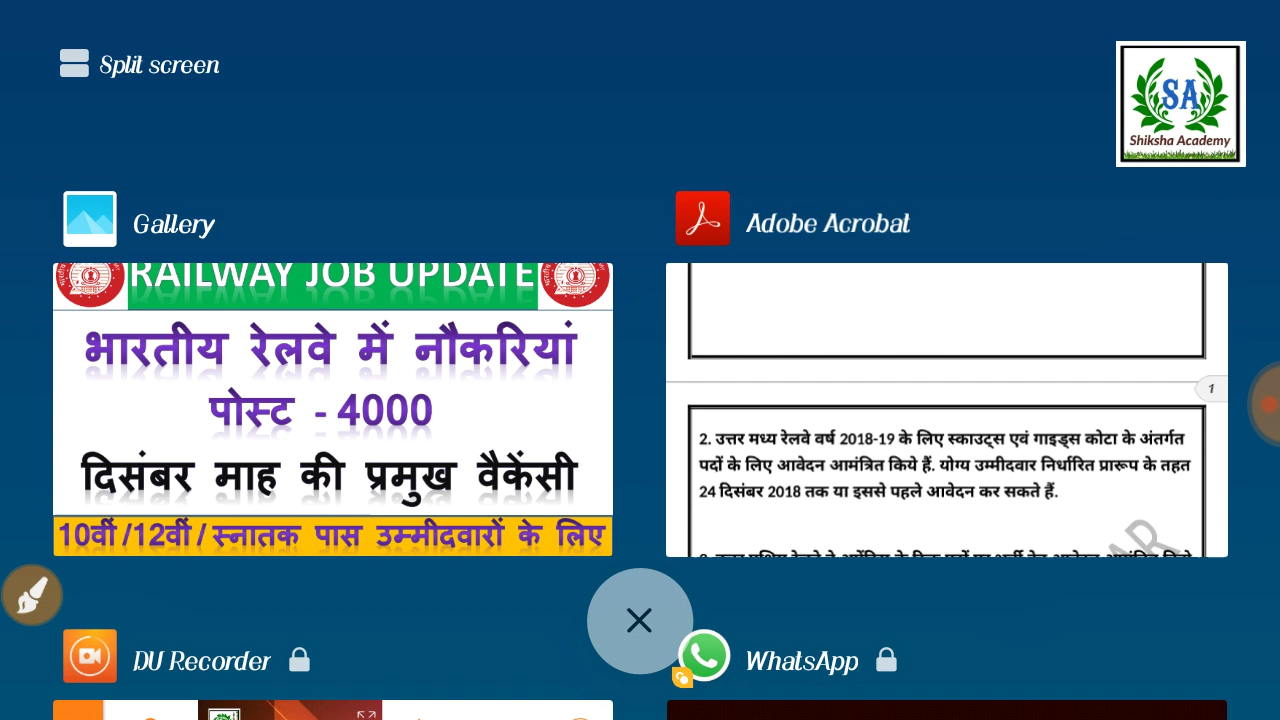 Split screen
SA
Shiksha Academy
Gallery
Adobe Acrobat
RAILWAY JOB UPDATE
भारतीय रेलवे में नौकरियां
पोस्ट - 4000
दिसंबर माह की प्रमुख वैकेंसी
10वीं /12वीं / स्नातक पास उम्मीदवारों के लिए
1
2. उत्तर मध्य रेलवे वर्ष 2018-19 के लिए स्काउट्स एवं गाइड्स कोटा के अंतर्गत
पदों के लिए आवेदन आमंत्रित किये हैं. योग्य उम्मीदवार निर्धारित प्रारूप के तहत
24 दिसंबर 2018 तक या इससे पहले आवेदन कर सकते हैं.
AR
DU Recorder
WhatsApp